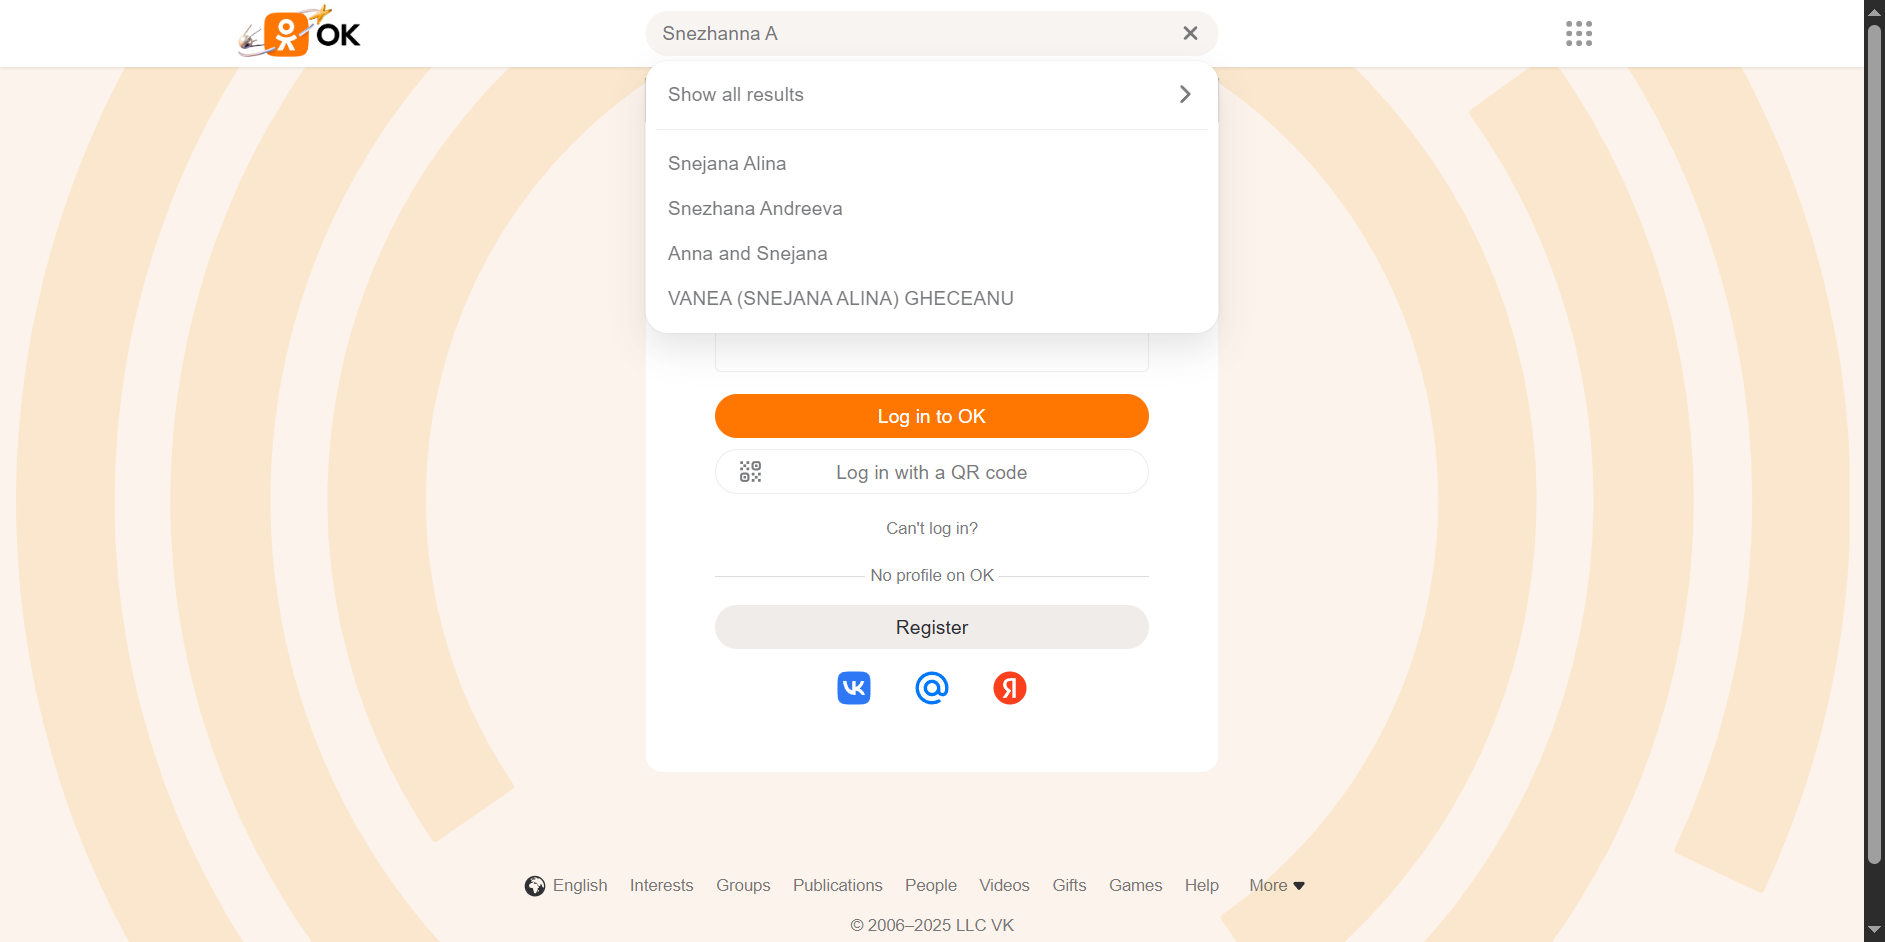 OK
Snezhanna A
Show all results
Snejana Alina
Snezhana Andreeva
Anna and Snejana
VANEA (SNEJANA ALINA) GHECEANU
Log in to OK
Log in with a QR code
Can't log in?
No profile on OK
Register
English Interests Groups Publications People Videos Gifts Games Help More
© 2006–2025 LLC VK